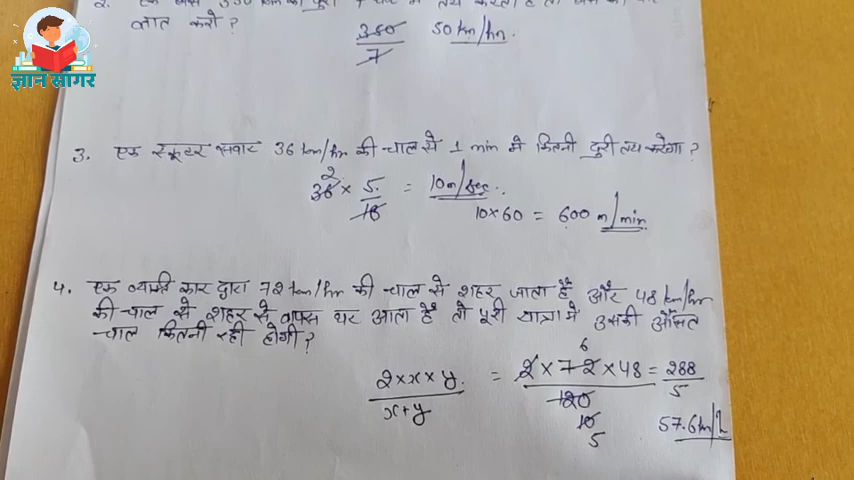 ज्ञान सागर
ज्ञात करो ?
350/7 50 km/hr.
3. एक स्कूटर सवार 36 km/hr की चाल से 1 min मे कितनी दुरी तय करेगा ?
2
36 × 5/18 = 10 m/sec.
10×60 = 600 m/min
4. एक व्यक्ति कार द्वारा 72 km/hr की चाल से शहर जाता हैं और 48 km/hr
की चाल से शहर से वापस घर आता हैं तो पूरी यात्रा मे उसकी औसत
चाल कितनी रही होगी ?
6
2×x×y/x+y = 2×72×48/120 = 288/5
10
5
57.6 km/h